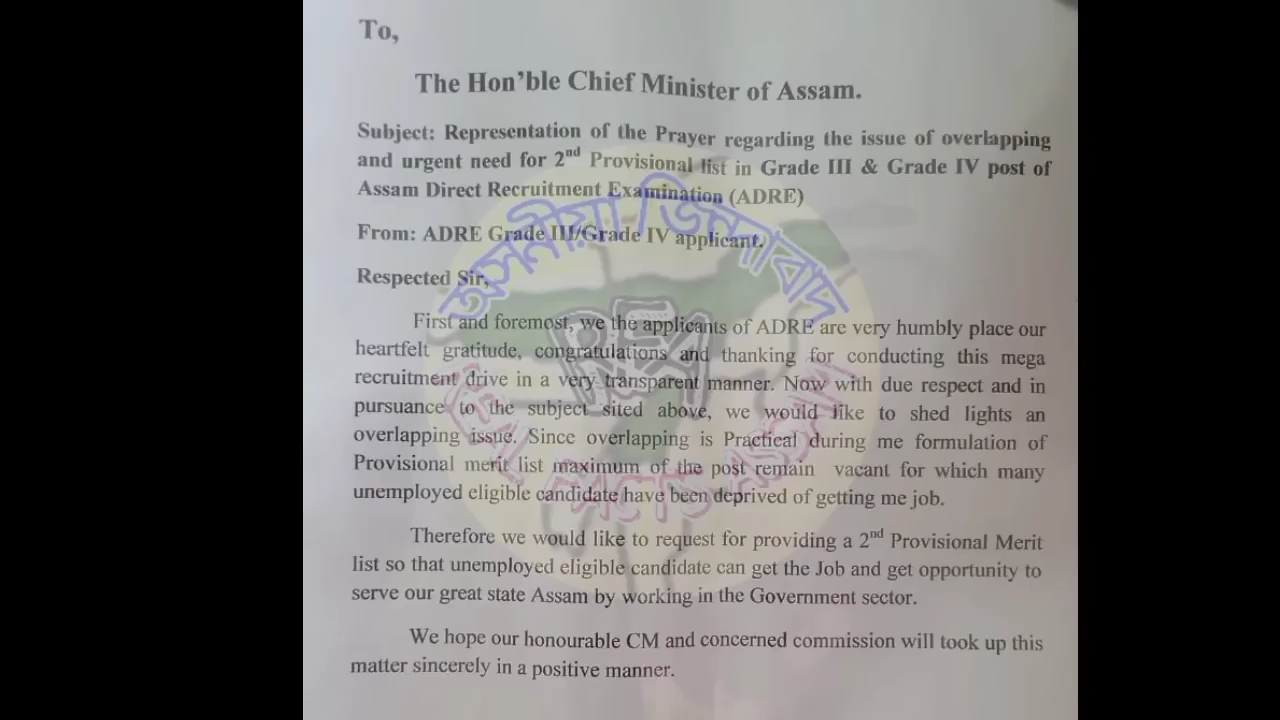 To,
The Hon'ble Chief Minister of Assam.
Subject: Representation of the Prayer regarding the issue of overlapping
and urgent need for 2nd Provisional list in Grade III & Grade IV post of
Assam Direct Recruitment Examination (ADRE)
From: ADRE Grade III/Grade IV applicant.
Respected Sir,
First and foremost, we the applicants of ADRE are very humbly place our
heartfelt gratitude, congratulations and thanking for conducting this mega
recruitment drive in a very transparent manner. Now with due respect and in
pursuance to the subject sited above, we would like to shed lights an
overlapping issue. Since overlapping is Practical during me formulation of
Provisional merit list maximum of the post remain vacant for which many
unemployed eligible candidate have been deprived of getting me job.
Therefore we would like to request for providing a 2nd Provisional Merit
list so that unemployed eligible candidate can get the Job and get opportunity to
serve our great state Assam by working in the Government sector.
We hope our honourable CM and concerned commission will took up this
matter sincerely in a positive manner.
অসমীয়া জিন্দাবাদ
RFA
REAL FACTS ASSAM